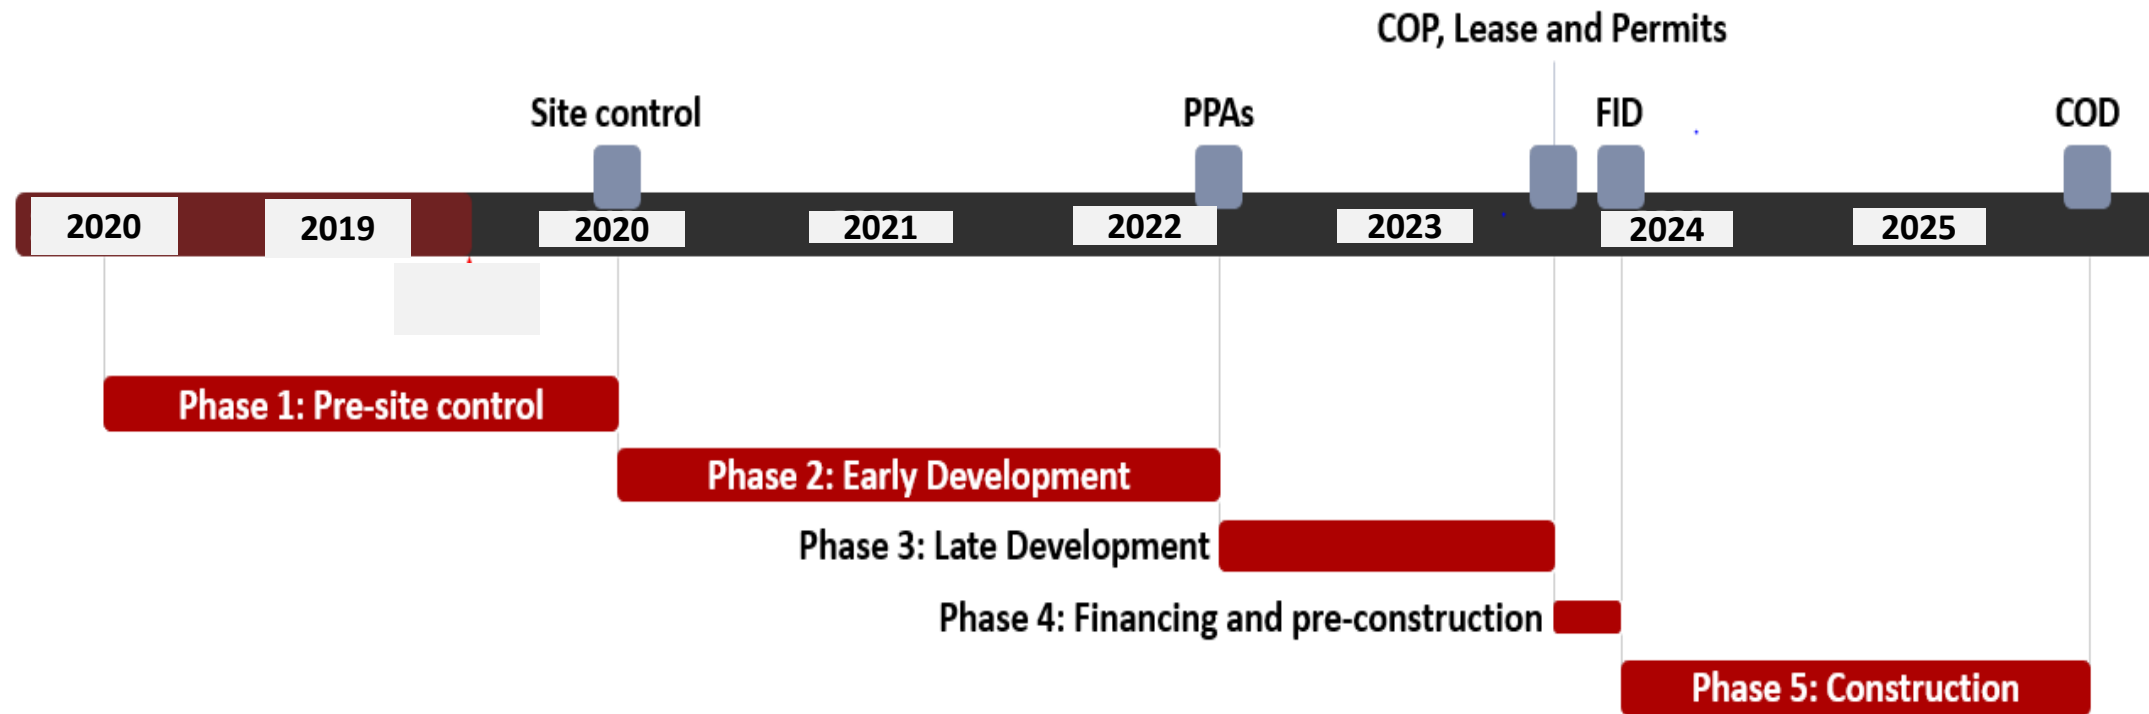 COP, Lease and Permits
Site control
PPAs
FID
COD
2020
2019
2020
2021
2022
2023
2024
2025
Phase 1: Pre-site control
Phase 2: Early Development
Phase 3: Late Development
Phase 4: Financing and pre-construction
Phase 5: Construction